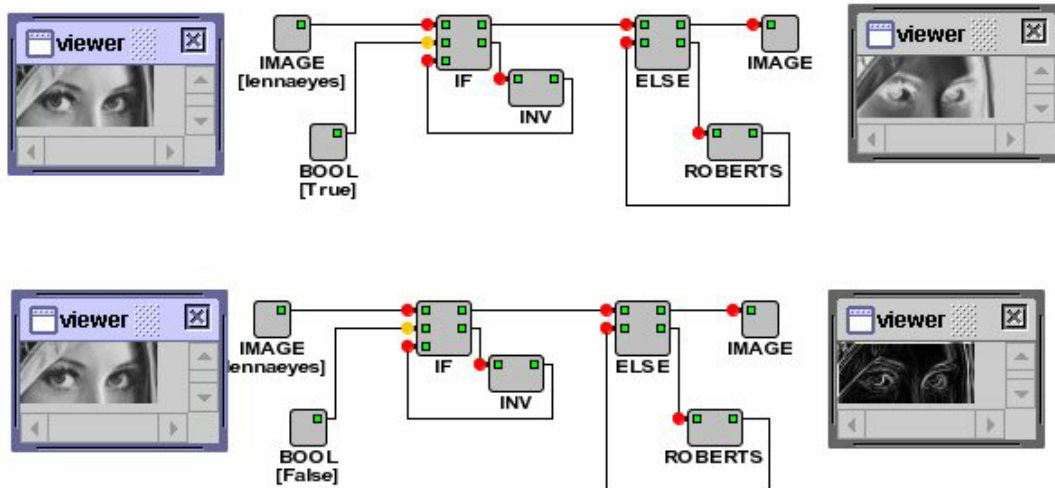 viewer
IMAGE
[lennaeyes]
IF
INV
BOOL
[True]
ELSE
ROBERTS
IMAGE
viewer
viewer
IMAGE
lennaeyes]
IF
INV
BOOL
[False]
ELSE
ROBERTS
IMAGE
viewer